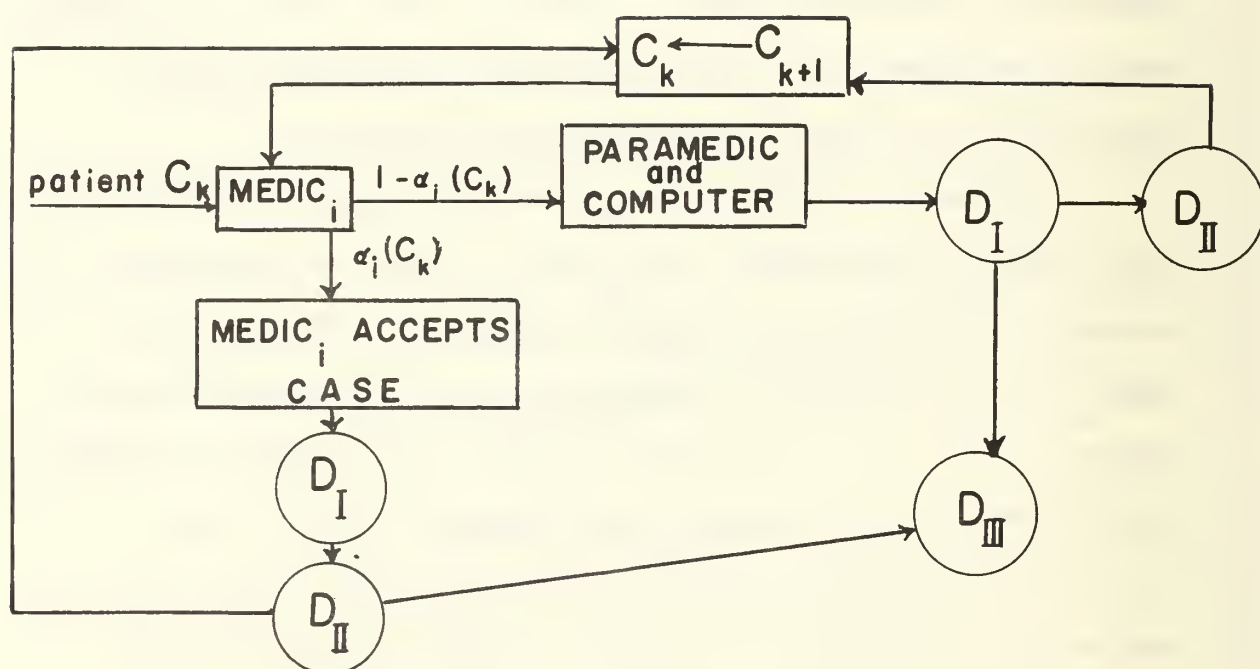 C_k ← C_{k+1}
patient C_k
MEDIC_i
1-α_i(C_k)
PARAMEDIC
and
COMPUTER
D_I
D_II
α_i(C_k)
MEDIC_i ACCEPTS
CASE
D_I
D_III
D_II